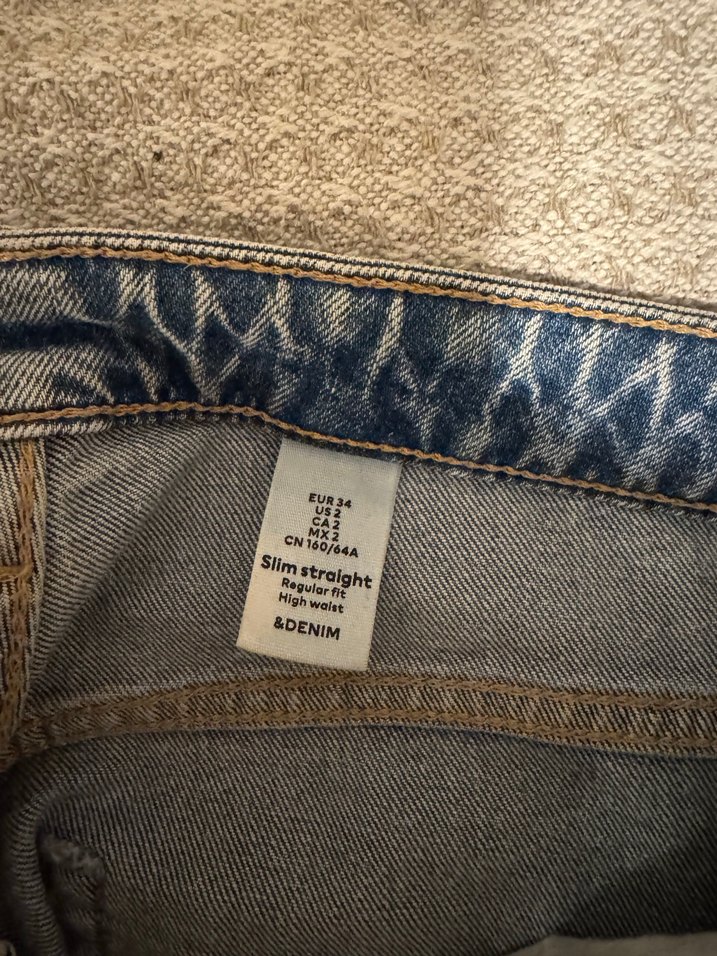 EUR 34
US 2
CA 2
MX 2
CN 160/64A
Slim straight
Regular fit
High waist
&DENIM